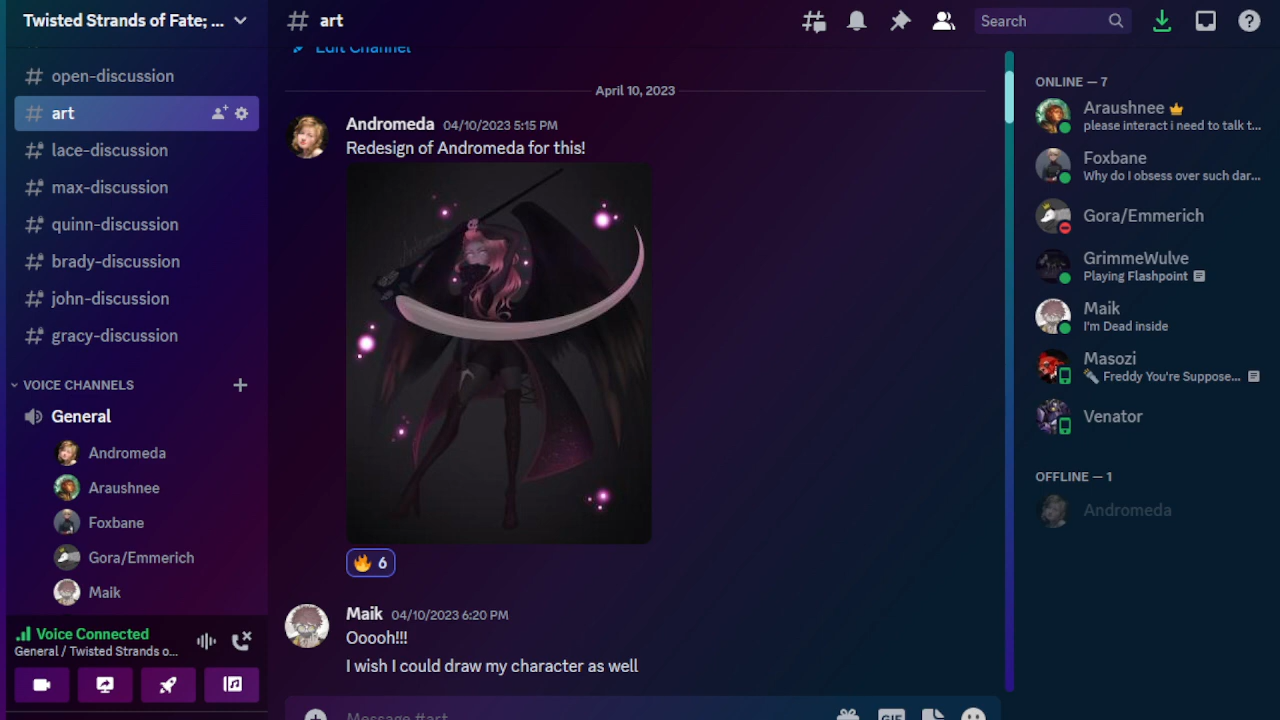 Twisted Strands of Fate; ...
open-discussion
art
lace-discussion
max-discussion
quinn-discussion
brady-discussion
john-discussion
gracy-discussion
VOICE CHANNELS
General
Andromeda
Araushnee
Foxbane
Gora/Emmerich
Maik
Voice Connected
General / Twisted Strands o...
art
Search
Edit Channel
April 10, 2023
Andromeda 04/10/2023 5:15 PM
Redesign of Andromeda for this!
6
Maik 04/10/2023 6:20 PM
Ooooh!!!
I wish I could draw my character as well
Message #art
GIF
ONLINE — 7
Araushnee
please interact i need to talk t...
Foxbane
Why do I obsess over such dar...
Gora/Emmerich
GrimmeWulve
Playing Flashpoint
Maik
I'm Dead inside
Masozi
Freddy You're Suppose...
Venator
OFFLINE — 1
Andromeda